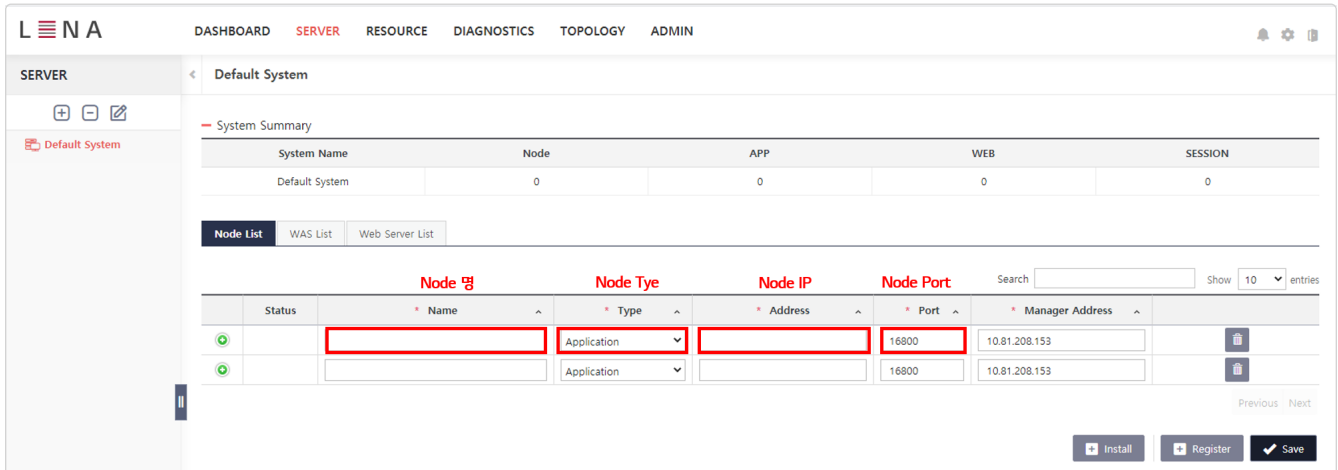 LENA
DASHBOARD SERVER RESOURCE DIAGNOSTICS TOPOLOGY ADMIN
SERVER
Default System
Default System
System Summary
System Name Node APP WEB SESSION
Default System 0 0 0 0
Node List WAS List Web Server List
Node 명 Node Tye Node IP Node Port
Search Show 10 entries
Status * Name * Type * Address * Port * Manager Address
Application 16800 10.81.208.153
Application 16800 10.81.208.153
Previous Next
Install Register Save